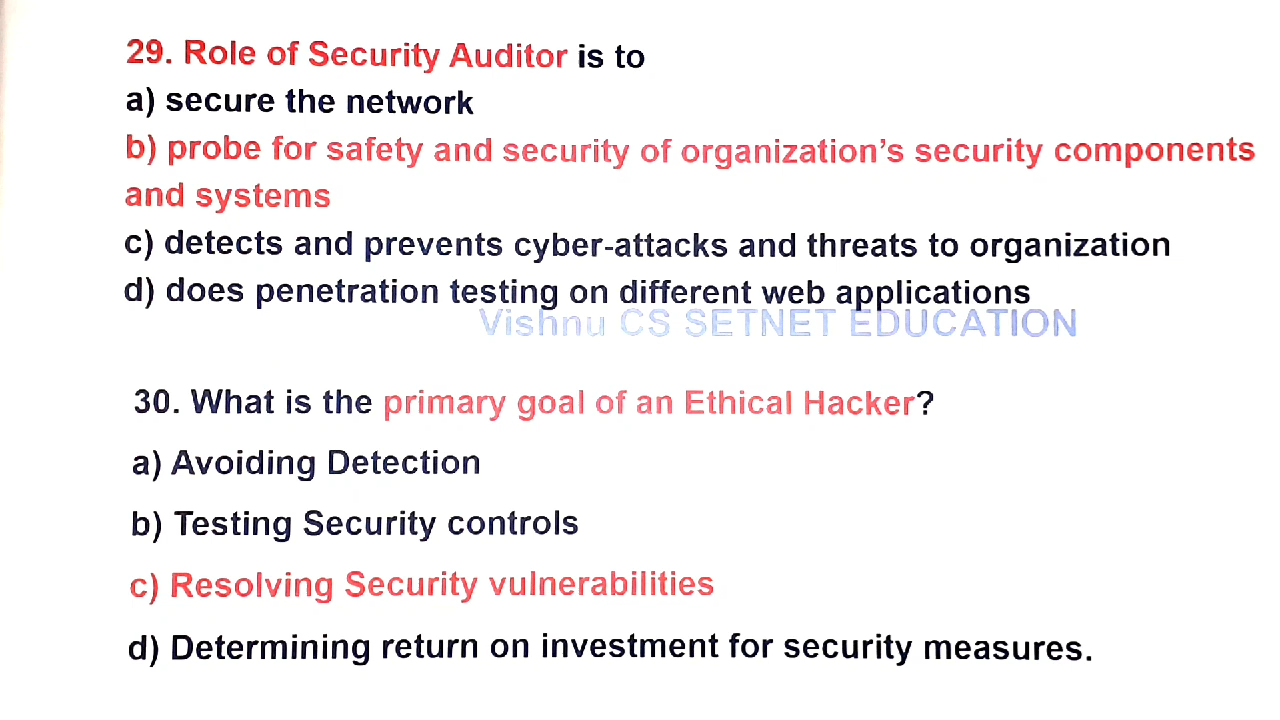 29. Role of Security Auditor is to
a) secure the network
b) probe for safety and security of organization’s security components
and systems
c) detects and prevents cyber-attacks and threats to organization
d) does penetration testing on different web applications
Vishnu CS SETNET EDUCATION
30. What is the primary goal of an Ethical Hacker?
a) Avoiding Detection
b) Testing Security controls
c) Resolving Security vulnerabilities
d) Determining return on investment for security measures.